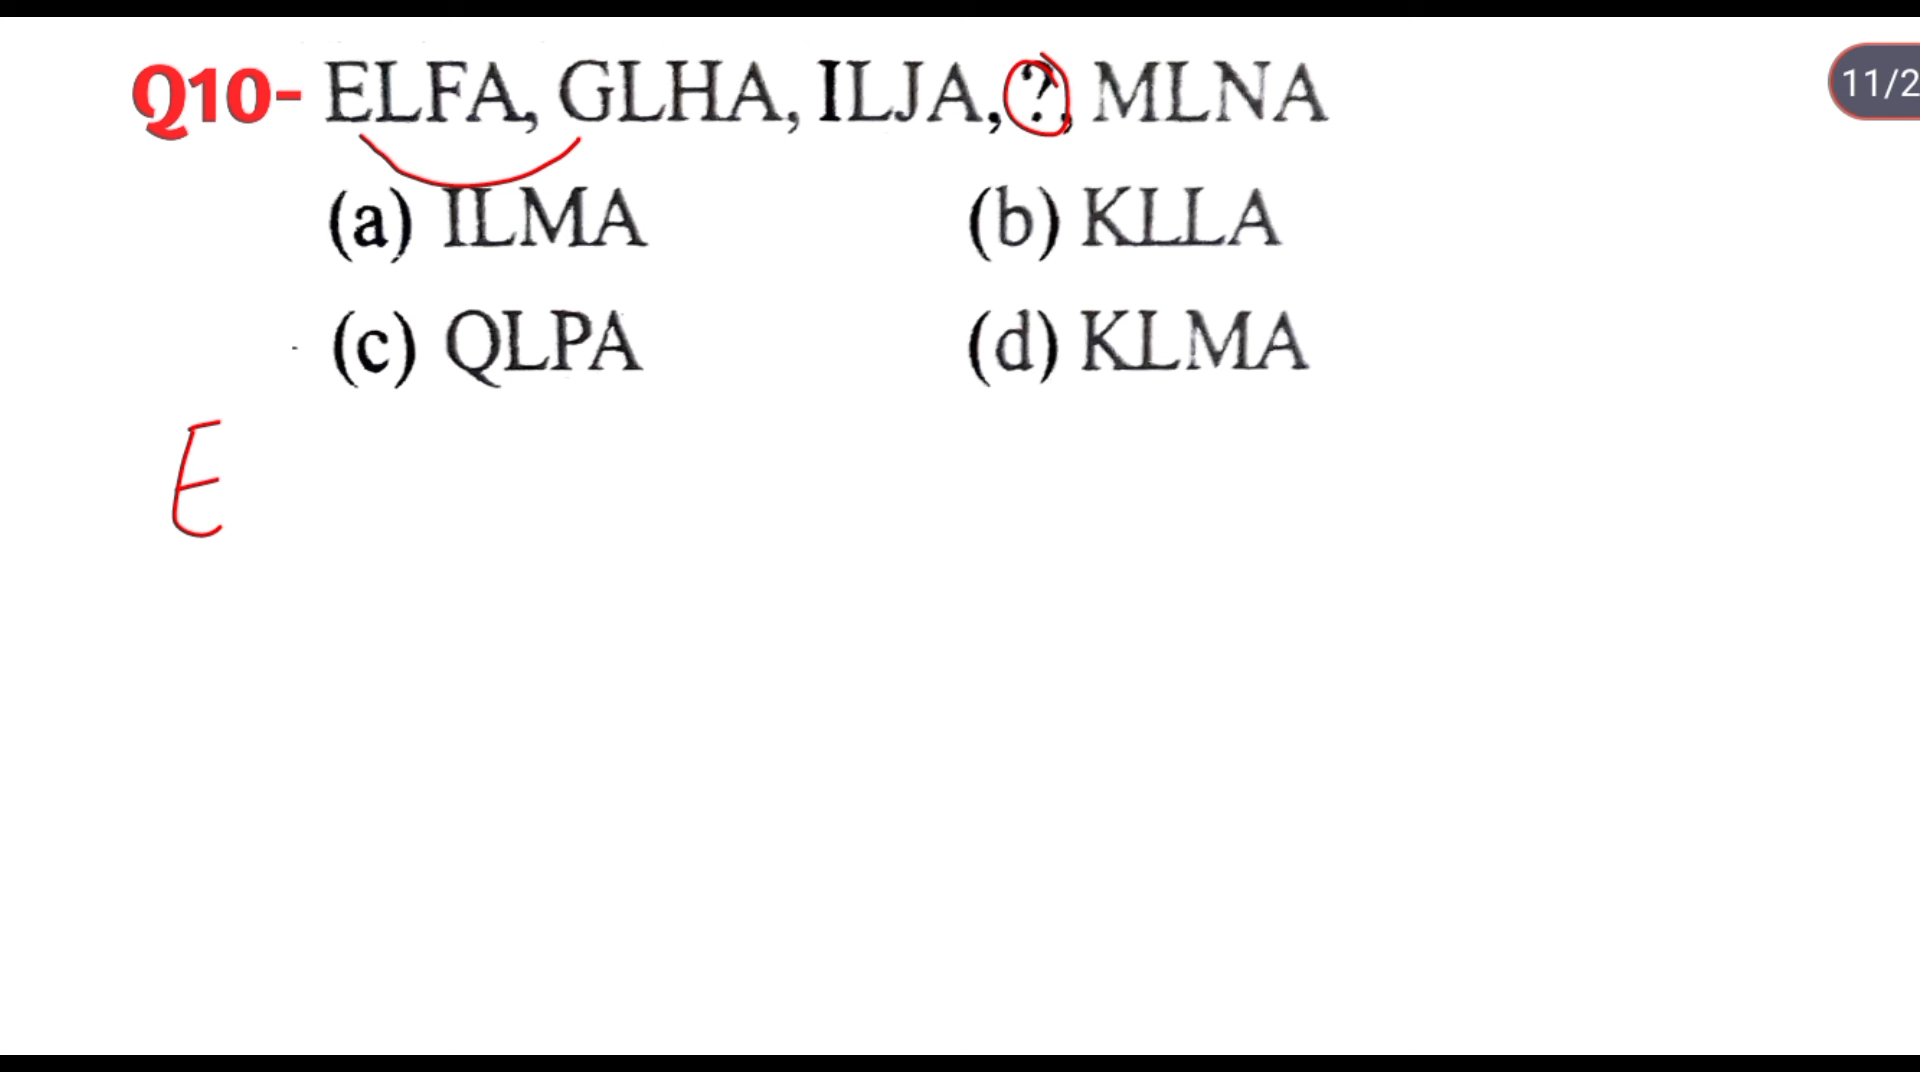 Q10- ELFA, GLHA, ILJA, ?, MLNA
11/2
(a) ILMA (b) KLLA
(c) QLPA (d) KLMA
E